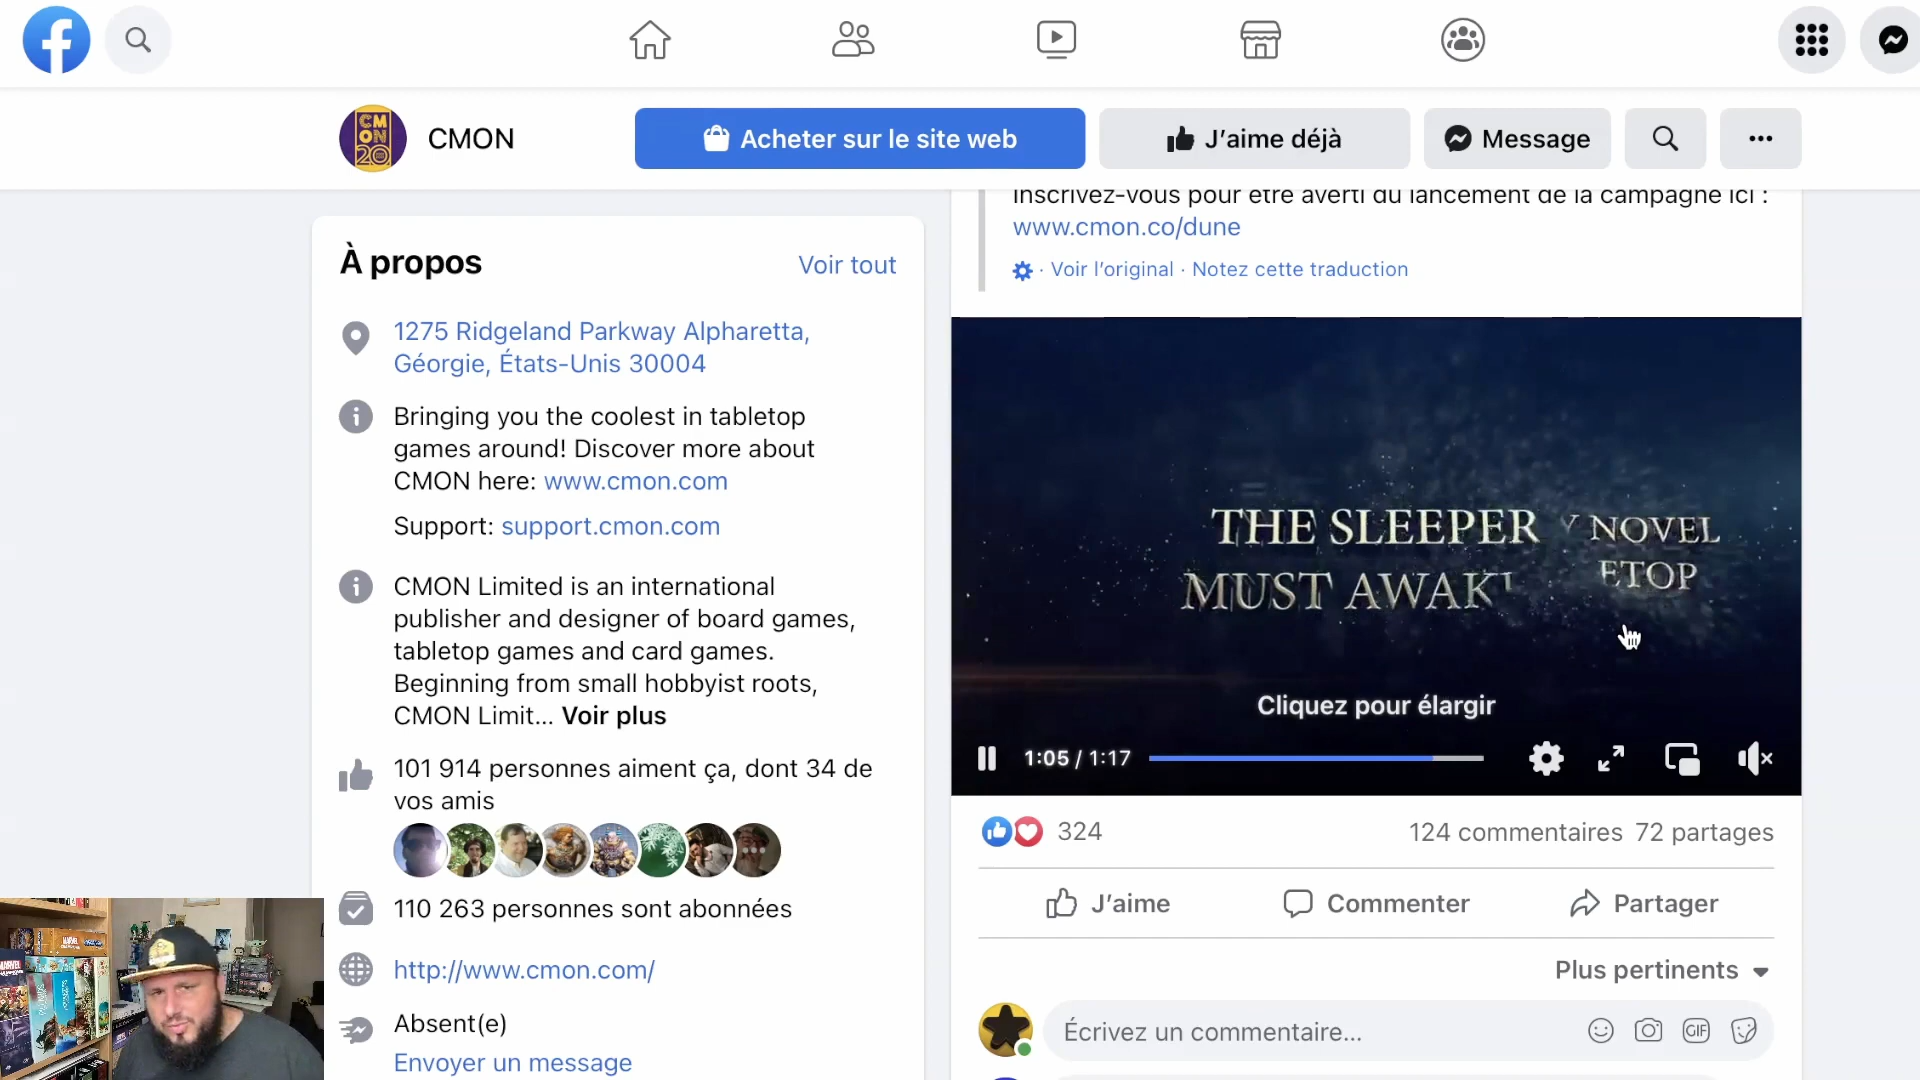 CMON
Acheter sur le site web
J’aime déjà
Message
À propos
Voir tout
1275 Ridgeland Parkway Alpharetta,
Géorgie, États-Unis 30004
Bringing you the coolest in tabletop
games around! Discover more about
CMON here: www.cmon.com
Support: support.cmon.com
CMON Limited is an international
publisher and designer of board games,
tabletop games and card games.
Beginning from small hobbyist roots,
CMON Limit... Voir plus
101 914 personnes aiment ça, dont 34 de
vos amis
110 263 personnes sont abonnées
http://www.cmon.com/
Absent(e)
Envoyer un message
Inscrivez-vous pour être averti du lancement de la campagne ici :
www.cmon.co/dune
· Voir l’original · Notez cette traduction
THE SLEEPER Y NOVEL
MUST AWAK ETOP
Cliquez pour élargir
1:05 / 1:17
324
124 commentaires 72 partages
J’aime
Commenter
Partager
Plus pertinents
Écrivez un commentaire...
GIF